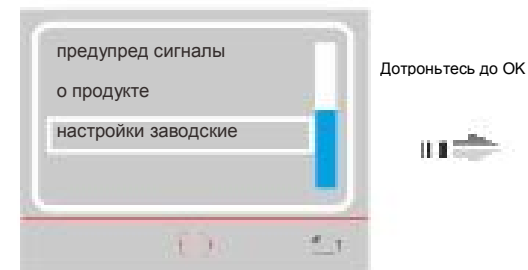 предупред сигналы
Дотроньтесь до OK
о продукте
настройки заводские